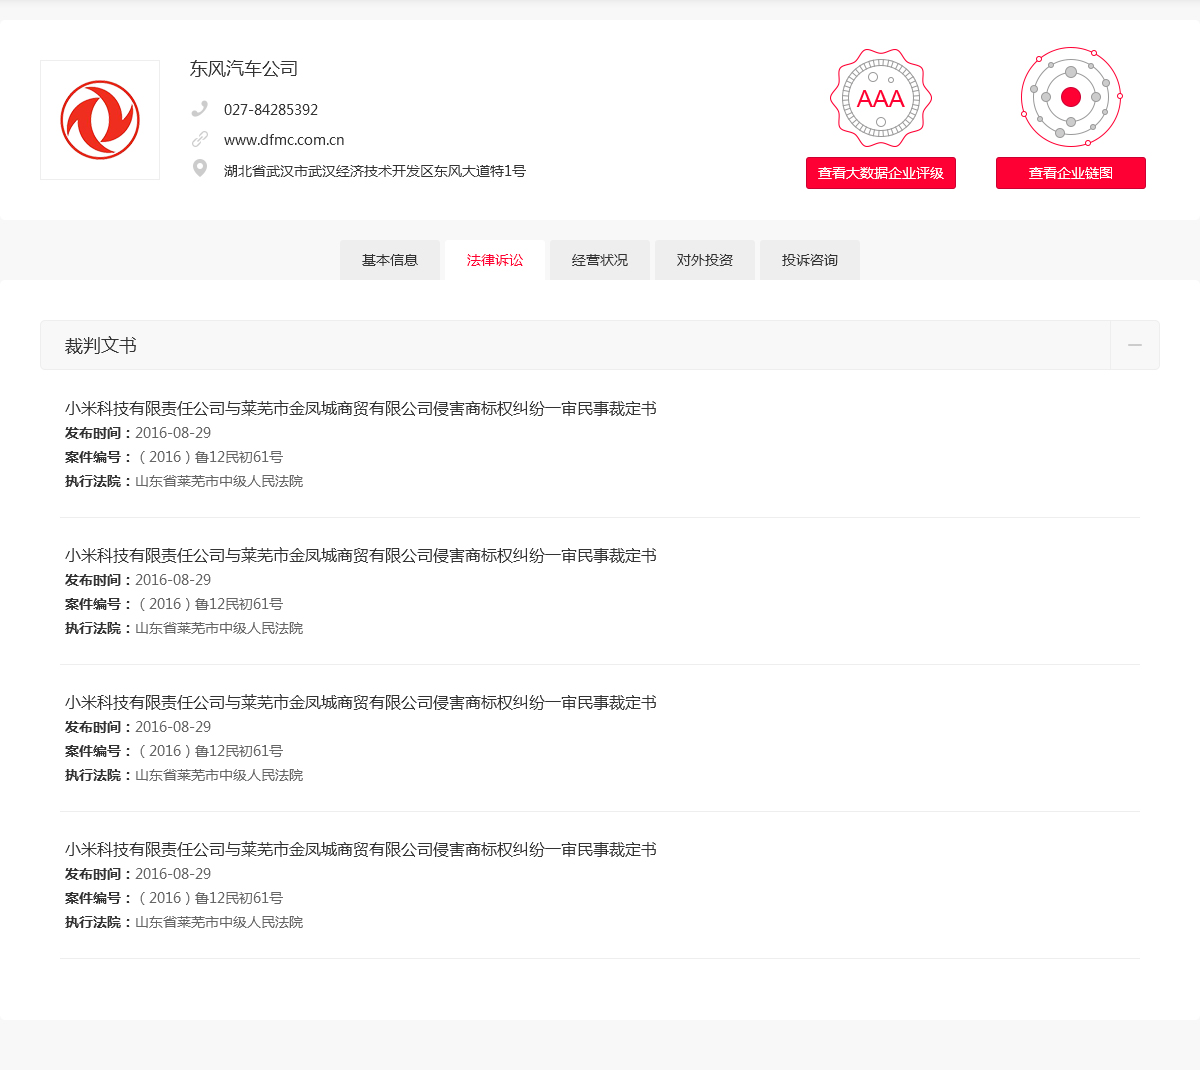 东风汽车公司
027-84285392
www.dfmc.com.cn
湖北省武汉市武汉经济技术开发区东风大道特1号
AAA
查看大数据企业评级
查看企业链图
基本信息
法律诉讼
经营状况
对外投资
投诉咨询
裁判文书
小米科技有限责任公司与莱芜市金凤城商贸有限公司侵害商标权纠纷一审民事裁定书
发布时间：2016-08-29
案件编号：（2016）鲁12民初61号
执行法院：山东省莱芜市中级人民法院
小米科技有限责任公司与莱芜市金凤城商贸有限公司侵害商标权纠纷一审民事裁定书
发布时间：2016-08-29
案件编号：（2016）鲁12民初61号
执行法院：山东省莱芜市中级人民法院
小米科技有限责任公司与莱芜市金凤城商贸有限公司侵害商标权纠纷一审民事裁定书
发布时间：2016-08-29
案件编号：（2016）鲁12民初61号
执行法院：山东省莱芜市中级人民法院
小米科技有限责任公司与莱芜市金凤城商贸有限公司侵害商标权纠纷一审民事裁定书
发布时间：2016-08-29
案件编号：（2016）鲁12民初61号
执行法院：山东省莱芜市中级人民法院